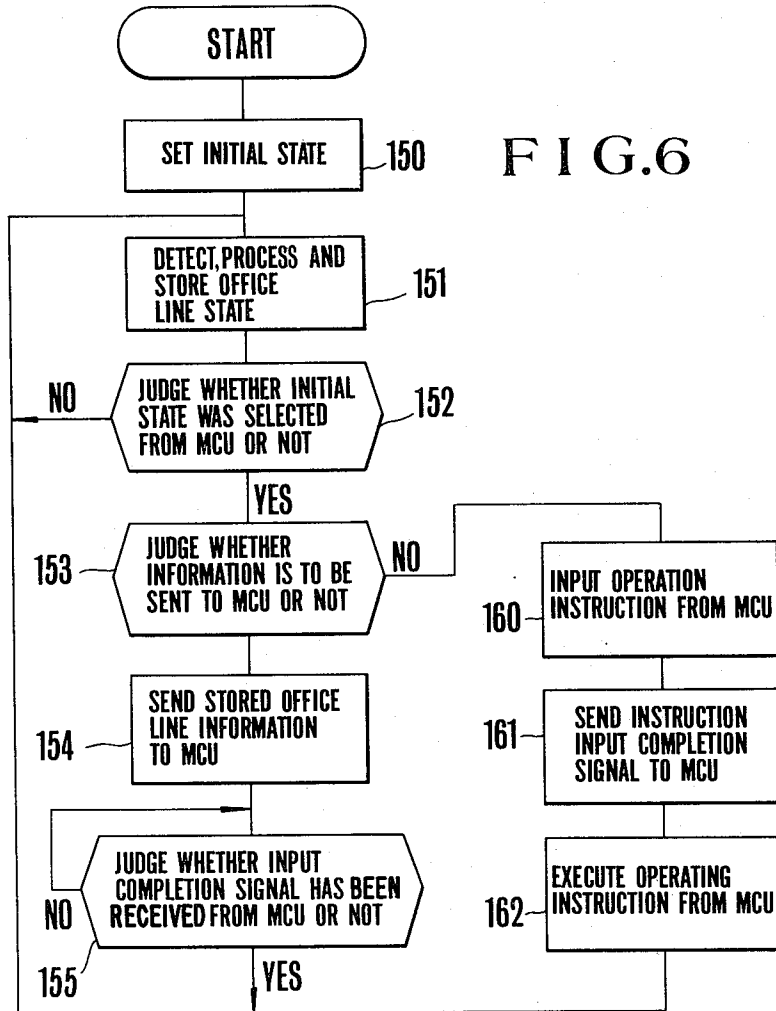 START
SET INITIAL STATE
150
FIG.6
DETECT, PROCESS AND
STORE OFFICE
LINE STATE
151
NO
JUDGE WHETHER INITIAL
STATE WAS SELECTED
FROM MCU OR NOT
152
YES
153
JUDGE WHETHER
INFORMATION IS TO BE
SENT TO MCU OR NOT
NO
154
SEND STORED OFFICE
LINE INFORMATION
TO MCU
JUDGE WHETHER INPUT
COMPLETION SIGNAL HAS BEEN
RECEIVED FROM MCU OR NOT
NO
155
YES
160
INPUT OPERATION
INSTRUCTION FROM MCU
161
SEND INSTRUCTION
INPUT COMPLETION
SIGNAL TO MCU
162
EXECUTE OPERATING
INSTRUCTION FROM MCU